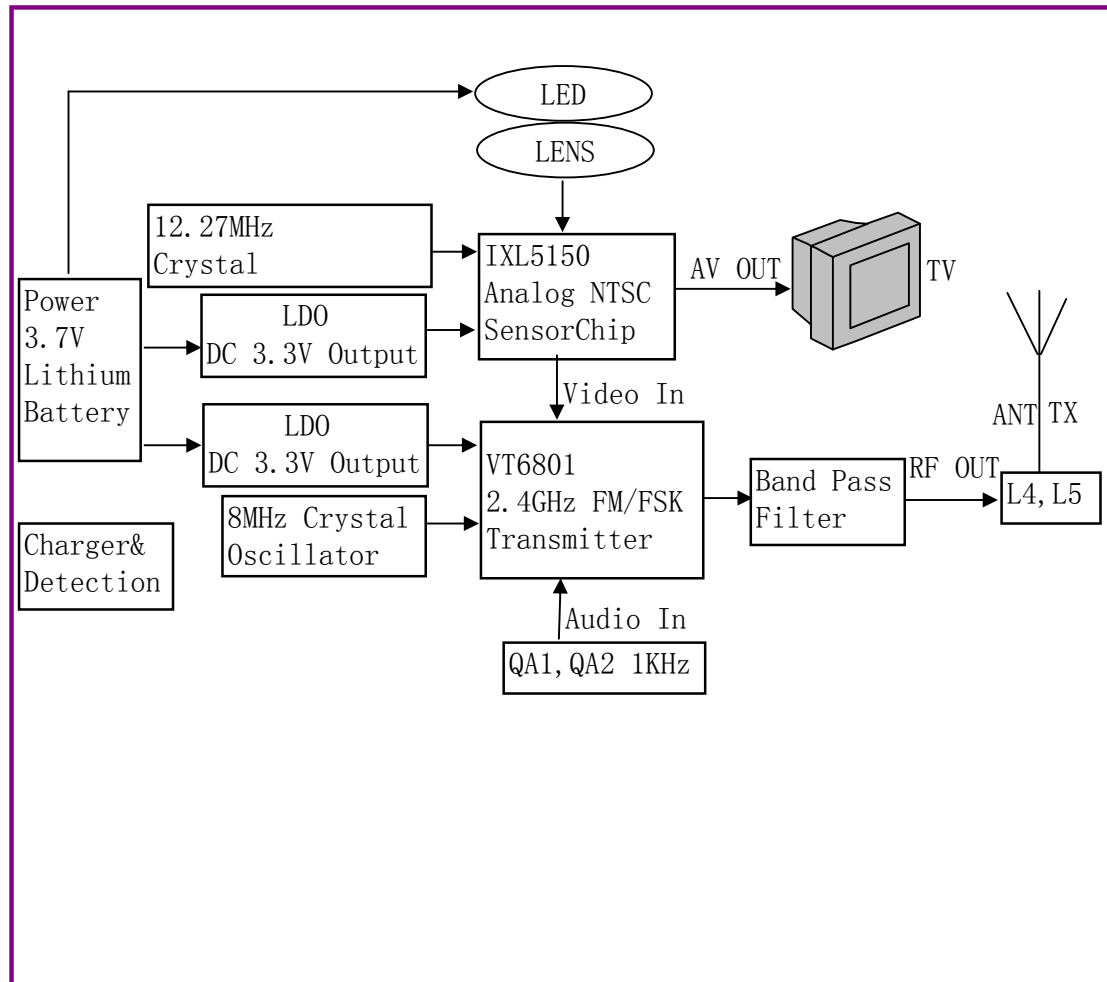 LED
LENS
12.27MHz
Crystal
IXL5150
Analog NTSC
SensorChip
AV OUT
TV
Power
3.7V
Lithium
Battery
LDO
DC 3.3V Output
Video In
LDO
DC 3.3V Output
VT6801
2.4GHz FM/FSK
Transmitter
Band Pass
Filter
RF OUT
ANT TX
L4,L5
8MHz Crystal
Oscillator
Charger&
Detection
Audio In
QA1,QA2 1KHz